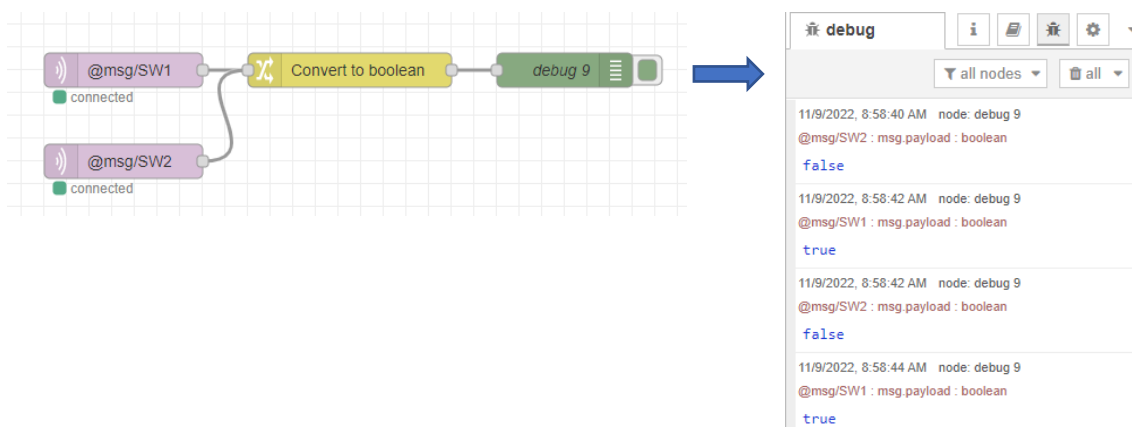 @msg/SW1
connected
Convert to boolean
debug 9
@msg/SW2
connected
debug
i
all nodes
all
11/9/2022, 8:58:40 AM node: debug 9
@msg/SW2 : msg.payload : boolean
false
11/9/2022, 8:58:42 AM node: debug 9
@msg/SW1 : msg.payload : boolean
true
11/9/2022, 8:58:42 AM node: debug 9
@msg/SW2 : msg.payload : boolean
false
11/9/2022, 8:58:44 AM node: debug 9
@msg/SW1 : msg.payload : boolean
true